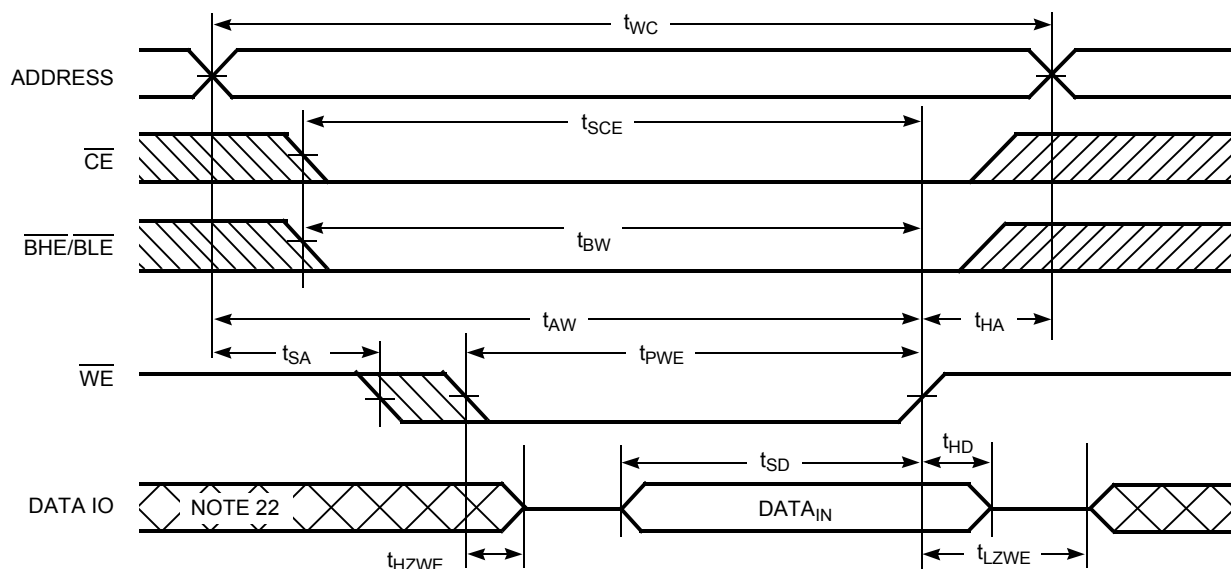 tWC
ADDRESS
tSCE
CE
BHE/BLE
tBW
tAW
tHA
tSA
tPWE
WE
tHD
tSD
DATA IO
NOTE 22
DATAIN
tHZWE
tLZWE